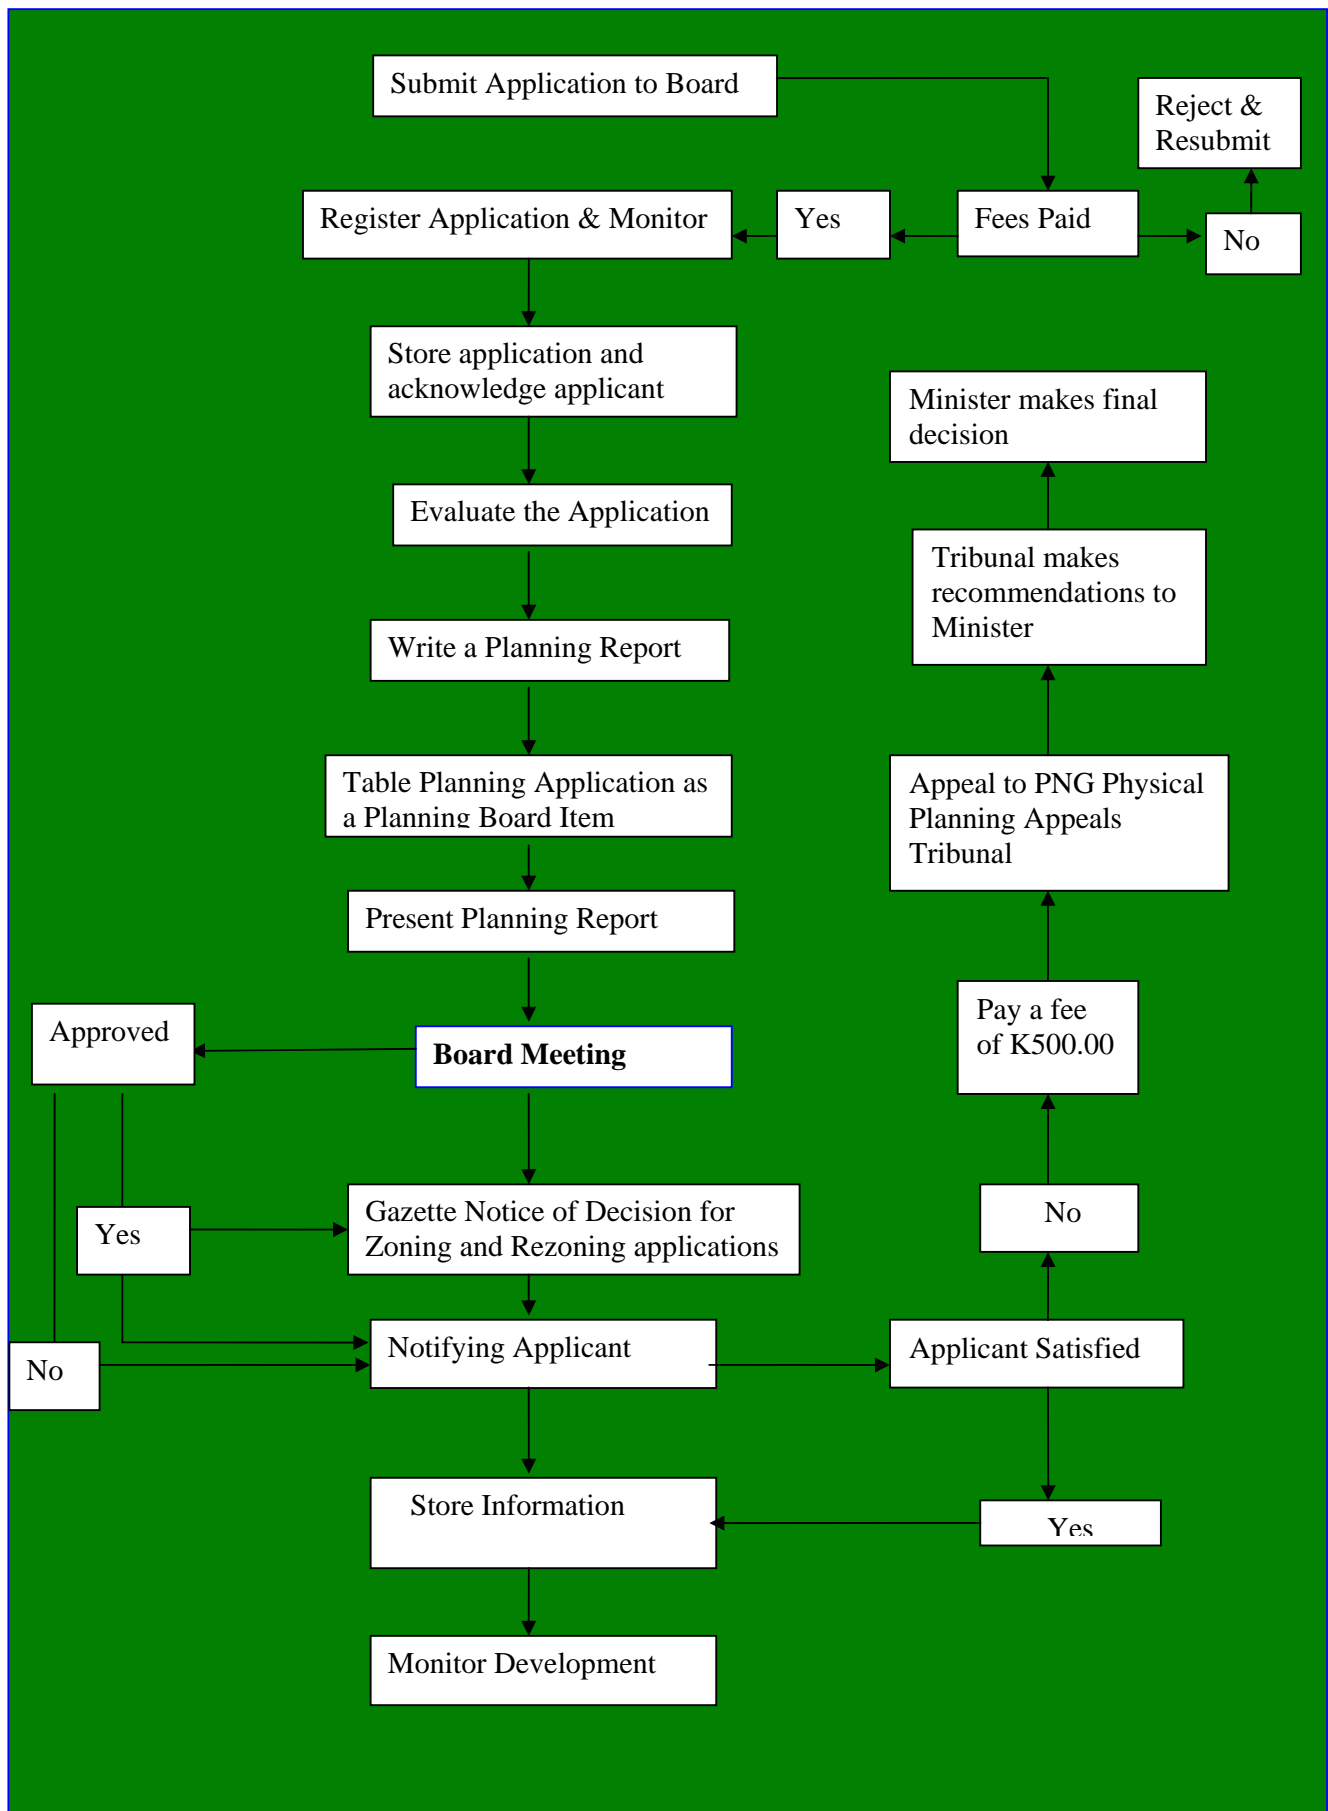 Submit Application to Board
Reject &
Resubmit
Register Application & Monitor
Yes
Fees Paid
No
Store application and
acknowledge applicant
Minister makes final
decision
Evaluate the Application
Tribunal makes
recommendations to
Minister
Write a Planning Report
Table Planning Application as
a Planning Board Item
Appeal to PNG Physical
Planning Appeals
Tribunal
Present Planning Report
Pay a fee
of K500.00
Approved
Board Meeting
Yes
Gazette Notice of Decision for
Zoning and Rezoning applications
No
No
Notifying Applicant
Applicant Satisfied
Store Information
Yes
Monitor Development